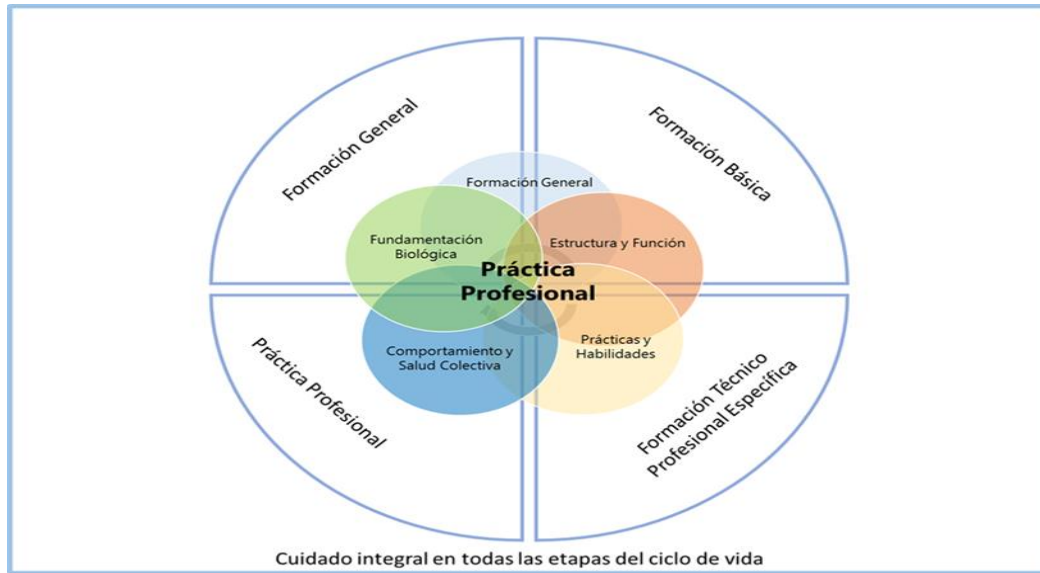 Formación General
Formación Básica
Formación General
Fundamentación
Biológica
Estructura y Función
Práctica
Profesional
Comportamiento y
Salud Colectiva
Prácticas y
Habilidades
Práctica Profesional
Formación Técnico
Profesional Específica
Cuidado integral en todas las etapas del ciclo de vida